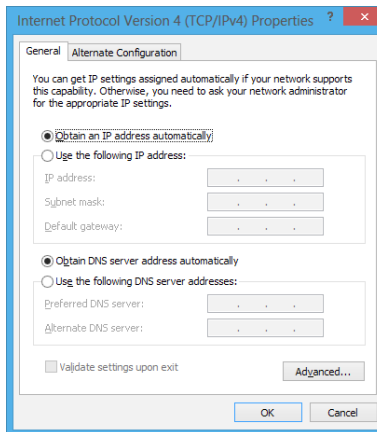 Internet Protocol Version 4 (TCP/IPv4) Properties ? ×
General Alternate Configuration
You can get IP settings assigned automatically if your network supports
this capability. Otherwise, you need to ask your network administrator
for the appropriate IP settings.
Obtain an IP address automatically
Use the following IP address:
IP address:
Subnet mask:
Default gateway:
Obtain DNS server address automatically
Use the following DNS server addresses:
Preferred DNS server:
Alternate DNS server:
Validate settings upon exit
Advanced...
OK Cancel